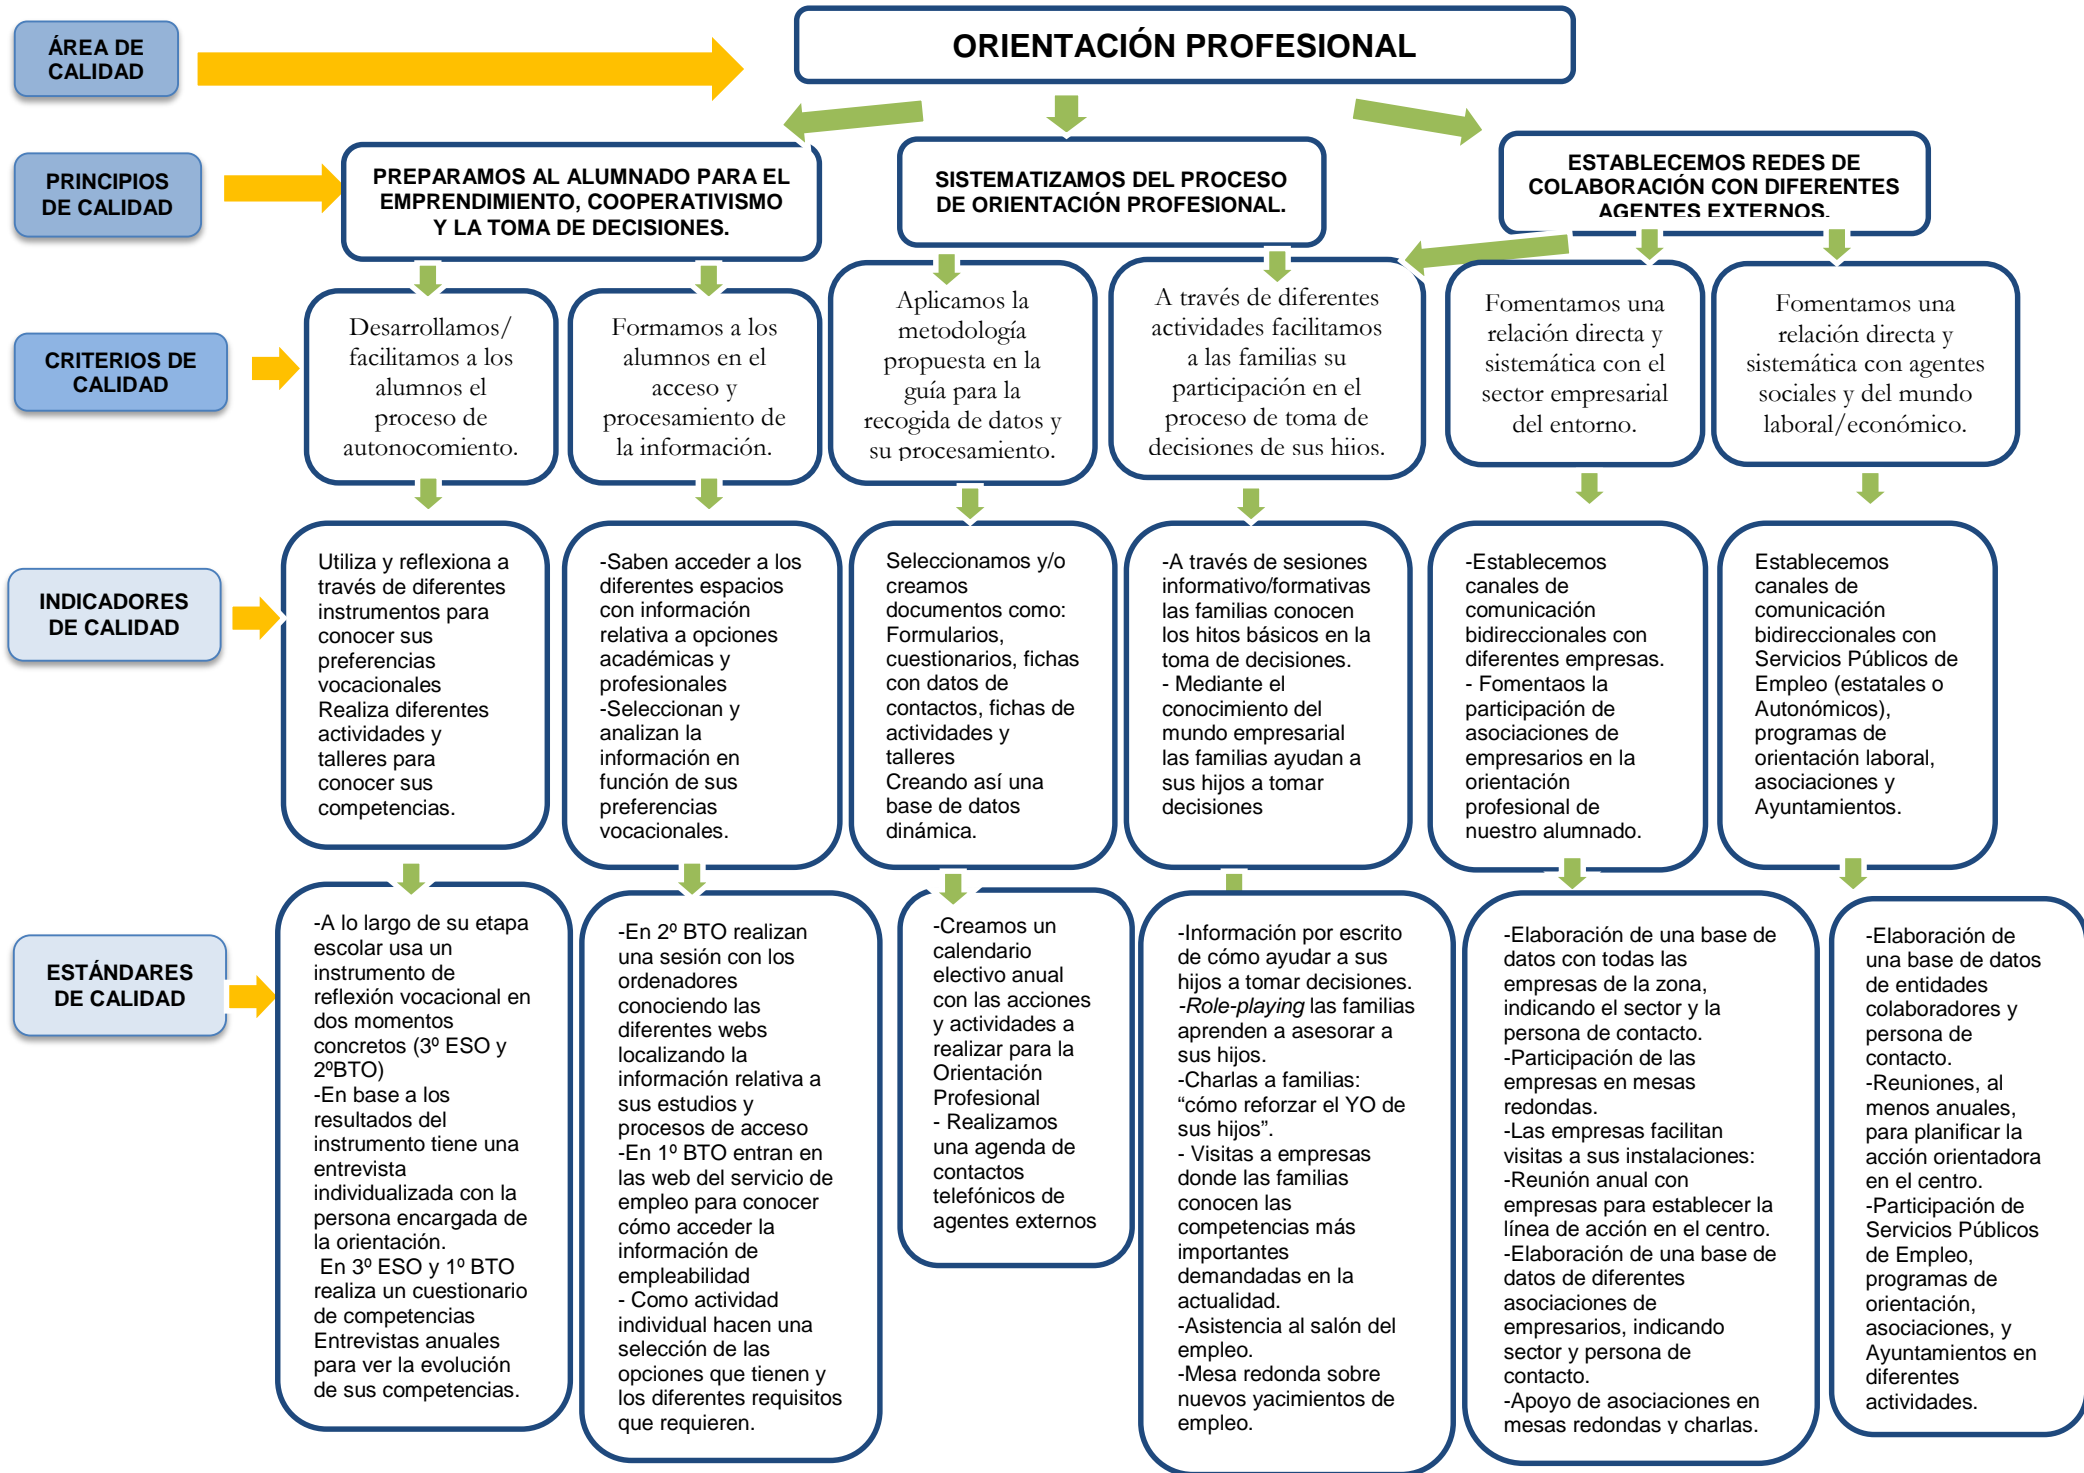 ÁREA DE
CALIDAD
ORIENTACIÓN PROFESIONAL
PRINCIPIOS
DE CALIDAD
PREPARAMOS AL ALUMNADO PARA EL
EMPRENDIMIENTO, COOPERATIVISMO
Y LA TOMA DE DECISIONES.
SISTEMATIZAMOS DEL PROCESO
DE ORIENTACIÓN PROFESIONAL.
ESTABLECEMOS REDES DE
COLABORACIÓN CON DIFERENTES
AGENTES EXTERNOS.
CRITERIOS DE
CALIDAD
Desarrollamos/
facilitamos a los
alumnos el
proceso de
autonocomiento.
Formamos a los
alumnos en el
acceso y
procesamiento de
la información.
Aplicamos la
metodología
propuesta en la
guía para la
recogida de datos y
su procesamiento.
A través de diferentes
actividades facilitamos
a las familias su
participación en el
proceso de toma de
decisiones de sus hijos.
Fomentamos una
relación directa y
sistemática con el
sector empresarial
del entorno.
Fomentamos una
relación directa y
sistemática con agentes
sociales y del mundo
laboral/económico.
INDICADORES
DE CALIDAD
Utiliza y reflexiona a
través de diferentes
instrumentos para
conocer sus
preferencias
vocacionales
Realiza diferentes
actividades y
talleres para
conocer sus
competencias.
-Saben acceder a los
diferentes espacios
con información
relativa a opciones
académicas y
profesionales
-Seleccionan y
analizan la
información en
función de sus
preferencias
vocacionales.
Seleccionamos y/o
creamos
documentos como:
Formularios,
cuestionarios, fichas
con datos de
contactos, fichas de
actividades y
talleres
Creando así una
base de datos
dinámica.
-A través de sesiones
informativo/formativas
las familias conocen
los hitos básicos en la
toma de decisiones.
- Mediante el
conocimiento del
mundo empresarial
las familias ayudan a
sus hijos a tomar
decisiones
-Establecemos
canales de
comunicación
bidireccionales con
diferentes empresas.
- Fomentaos la
participación de
asociaciones de
empresarios en la
orientación
profesional de
nuestro alumnado.
Establecemos
canales de
comunicación
bidireccionales con
Servicios Públicos de
Empleo (estatales o
Autonómicos),
programas de
orientación laboral,
asociaciones y
Ayuntamientos.
ESTÁNDARES
DE CALIDAD
-A lo largo de su etapa
escolar usa un
instrumento de
reflexión vocacional en
dos momentos
concretos (3º ESO y
2ºBTO)
-En base a los
resultados del
instrumento tiene una
entrevista
individualizada con la
persona encargada de
la orientación.
En 3º ESO y 1º BTO
realiza un cuestionario
de competencias
Entrevistas anuales
para ver la evolución
de sus competencias.
-En 2º BTO realizan
una sesión con los
ordenadores
conociendo las
diferentes webs
localizando la
información relativa a
sus estudios y
procesos de acceso
-En 1º BTO entran en
las web del servicio de
empleo para conocer
cómo acceder la
información de
empleabilidad
- Como actividad
individual hacen una
selección de las
opciones que tienen y
los diferentes requisitos
que requieren.
-Creamos un
calendario
electivo anual
con las acciones
y actividades a
realizar para la
Orientación
Profesional
- Realizamos
una agenda de
contactos
telefónicos de
agentes externos
-Información por escrito
de cómo ayudar a sus
hijos a tomar decisiones.
-Role-playing las familias
aprenden a asesorar a
sus hijos.
-Charlas a familias:
“cómo reforzar el YO de
sus hijos”.
- Visitas a empresas
donde las familias
conocen las
competencias más
importantes
demandadas en la
actualidad.
-Asistencia al salón del
empleo.
-Mesa redonda sobre
nuevos yacimientos de
empleo.
-Elaboración de una base de
datos con todas las
empresas de la zona,
indicando el sector y la
persona de contacto.
-Participación de las
empresas en mesas
redondas.
-Las empresas facilitan
visitas a sus instalaciones:
-Reunión anual con
empresas para establecer la
línea de acción en el centro.
-Elaboración de una base de
datos de diferentes
asociaciones de
empresarios, indicando
sector y persona de
contacto.
-Apoyo de asociaciones en
mesas redondas y charlas.
-Elaboración de
una base de datos
de entidades
colaboradores y
persona de
contacto.
-Reuniones, al
menos anuales,
para planificar la
acción orientadora
en el centro.
-Participación de
Servicios Públicos
de Empleo,
programas de
orientación,
asociaciones, y
Ayuntamientos en
diferentes
actividades.